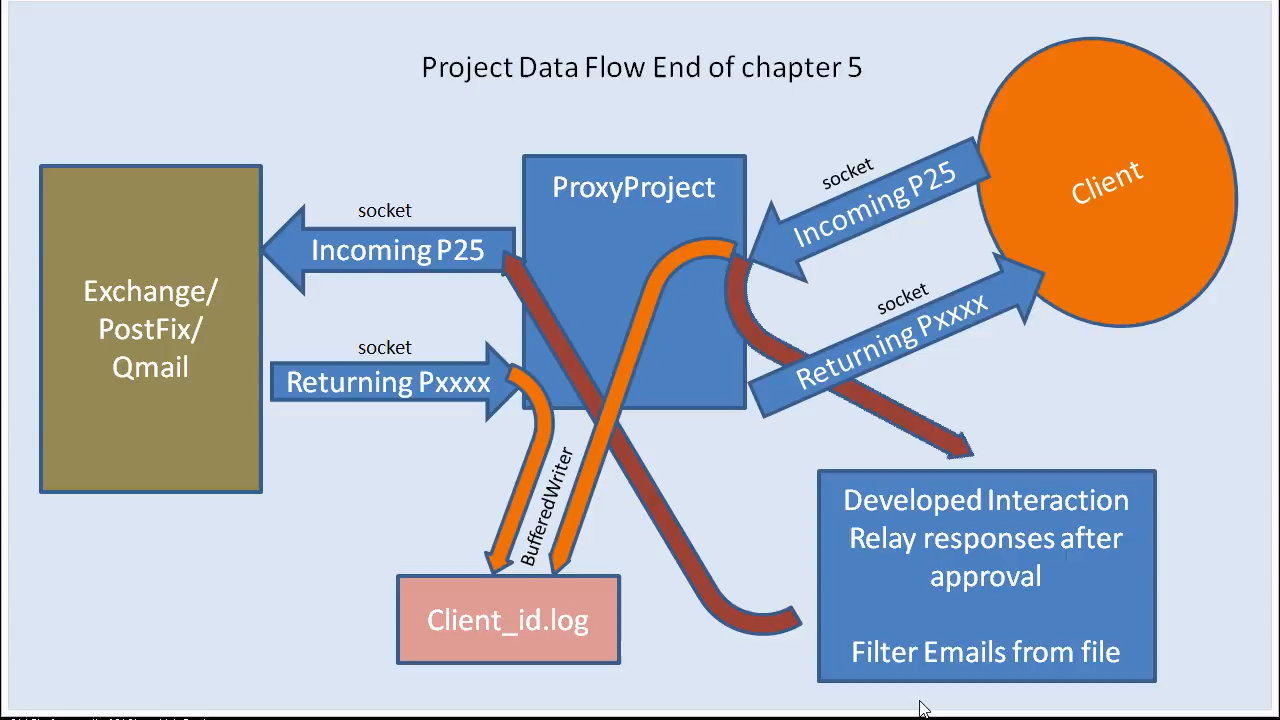 Project Data Flow End of chapter 5
Client
socket
Incoming P25
ProxyProject
socket
Incoming P25
Exchange/
PostFix/
Qmail
socket
Returning Pxxxx
socket
Returning Pxxxx
BufferedWriter
Developed Interaction
Relay responses after
approval
Filter Emails from file
Client_id.log